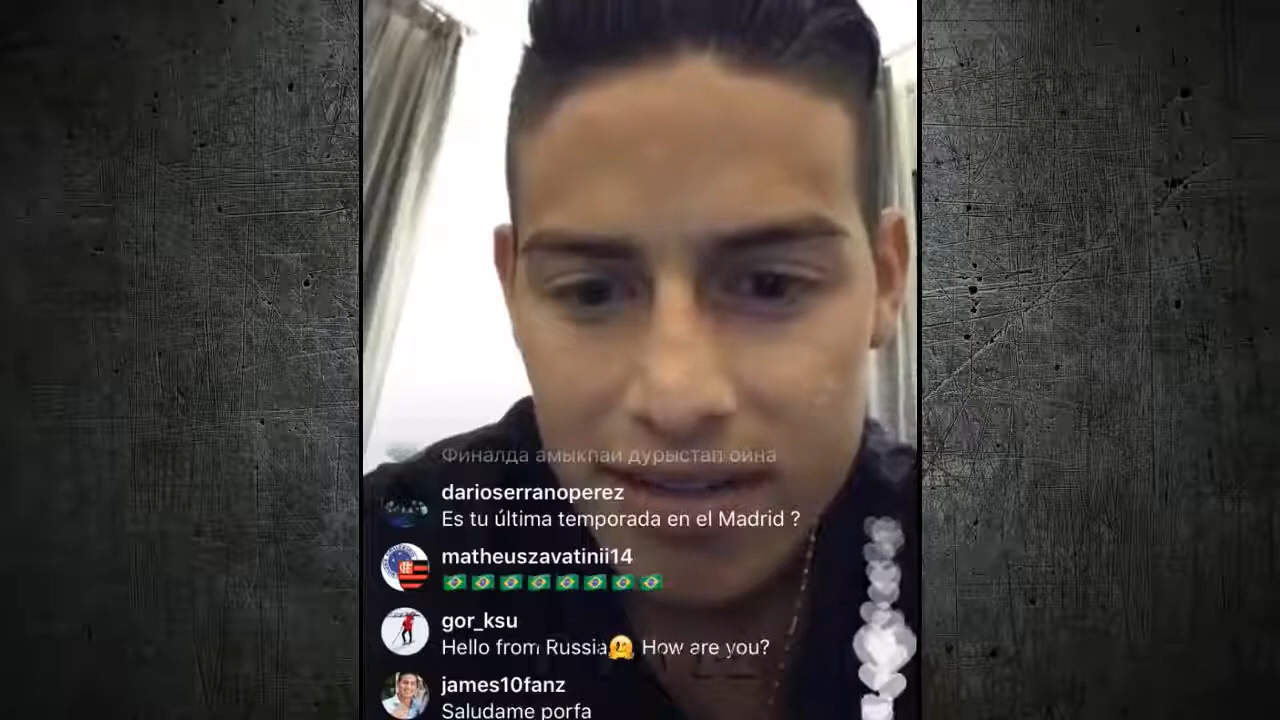 Финалда амыкпаи дурыстап ойна
darioserranoperez
Es tu última temporada en el Madrid ?
matheuszavatinii14
🇧🇷🇧🇷🇧🇷🇧🇷🇧🇷🇧🇷🇧🇷🇧🇷
gor_ksu
Hello from Russia🤗 How are you?
james10fanz
Saludame porfa